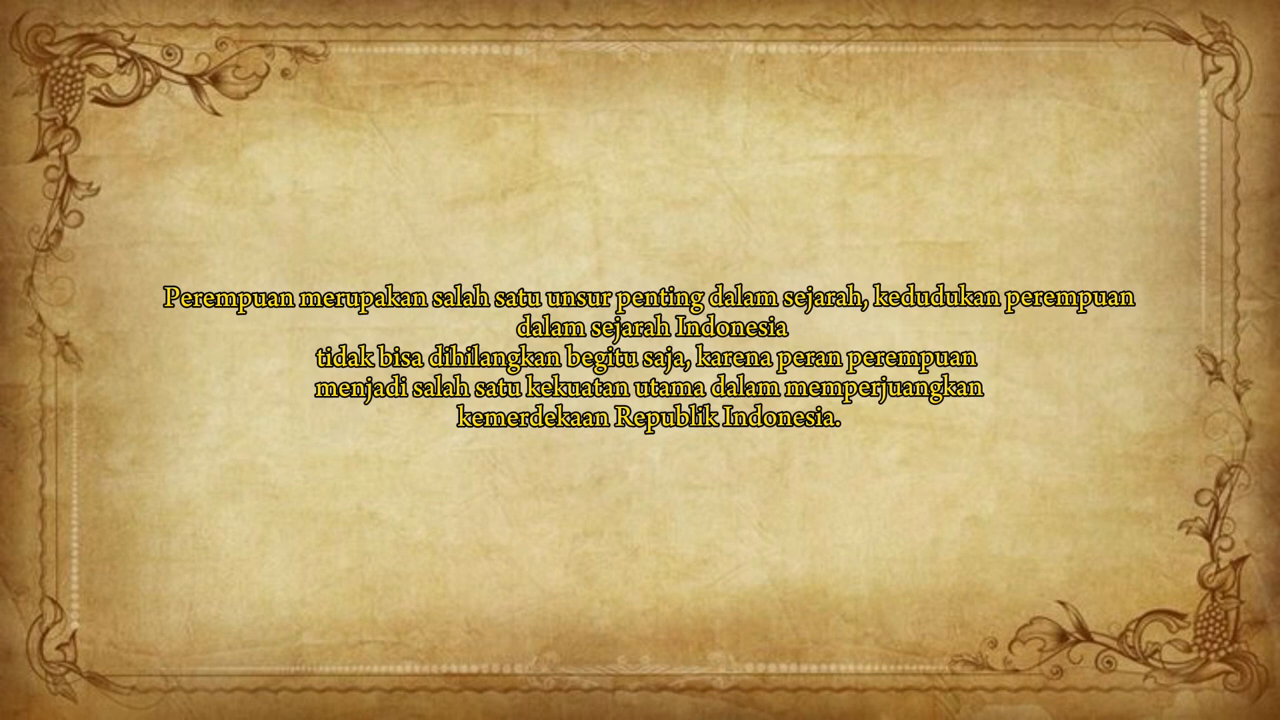 Perempuan merupakan salah satu unsur penting dalam sejarah, kedudukan perempuan
dalam sejarah Indonesia
tidak bisa dihilangkan begitu saja, karena peran perempuan
menjadi salah satu kekuatan utama dalam memperjuangkan
kemerdekaan Republik Indonesia.